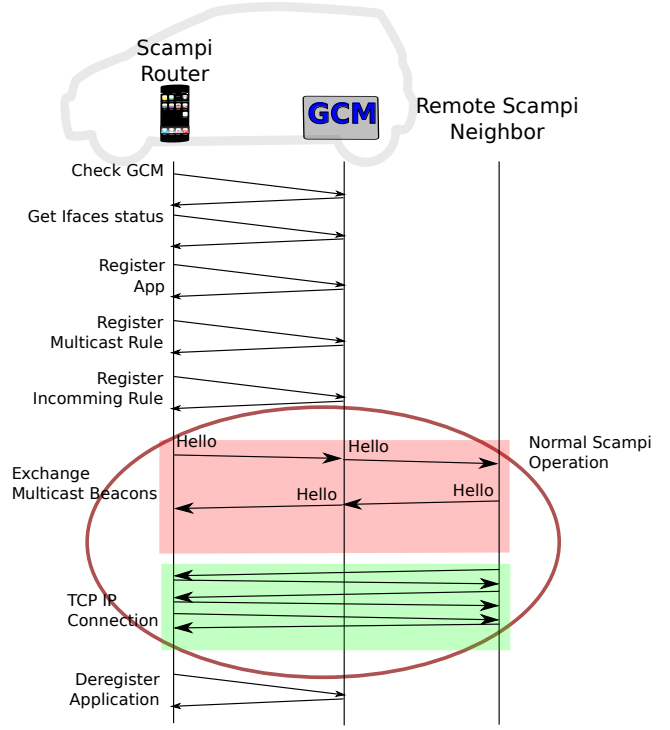 Scampi
Router
GCM
Remote Scampi
Neighbor
Check GCM
Get Ifaces status
Register
App
Register
Multicast Rule
Register
Incomming Rule
Hello
Hello
Normal Scampi
Operation
Exchange
Multicast Beacons
Hello
Hello
TCP IP
Connection
Deregister
Application